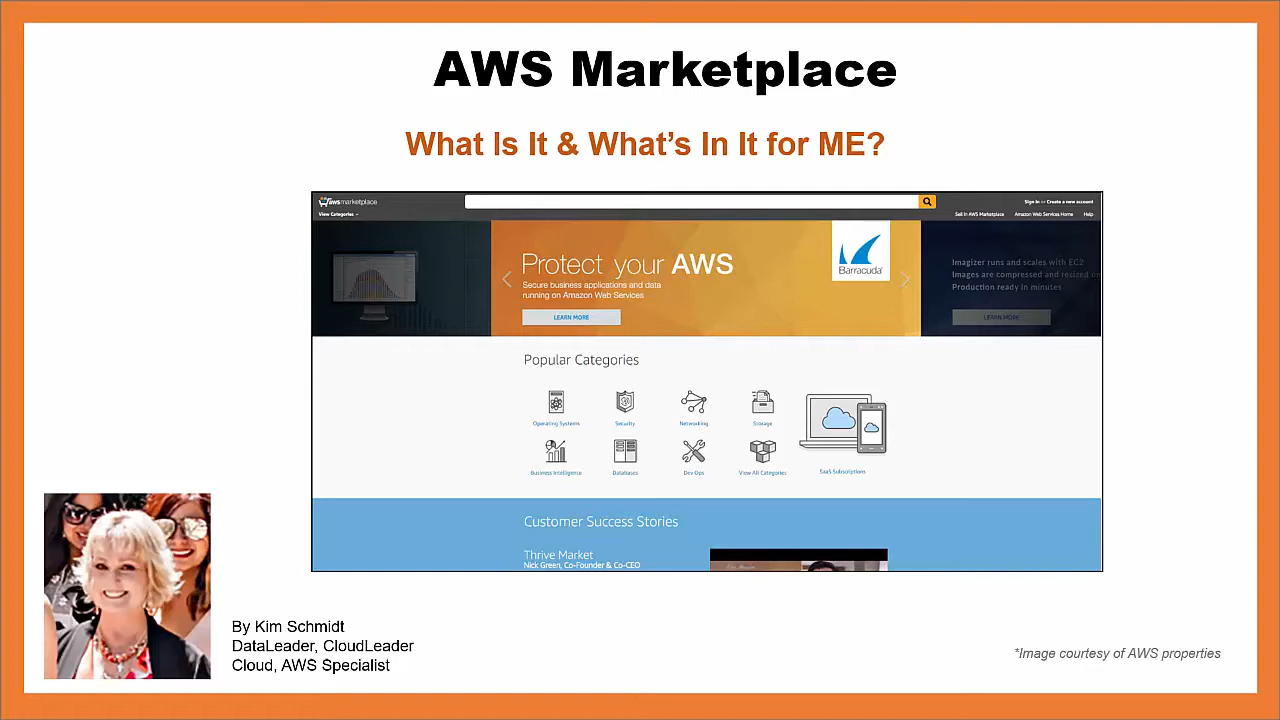 AWS Marketplace
What Is It & What's In It for ME?
awsmarketplace
Sign in or Create a new account
View Categories
Sell in AWS Marketplace Amazon Web Services Home Help
Protect your AWS
Secure business applications and data
running on Amazon Web Services
LEARN MORE
Barracuda
Imagizer runs and scales with EC2
Images are compressed and resized on
Production ready in minutes
LEARN MORE
Popular Categories
Operating Systems Security Networking Storage
Business Intelligence Databases Dev Ops View All Categories SaaS Subscriptions
Customer Success Stories
Thrive Market
Nick Green, Co-Founder & Co-CEO
By Kim Schmidt
DataLeader, CloudLeader
Cloud, AWS Specialist
*Image courtesy of AWS properties